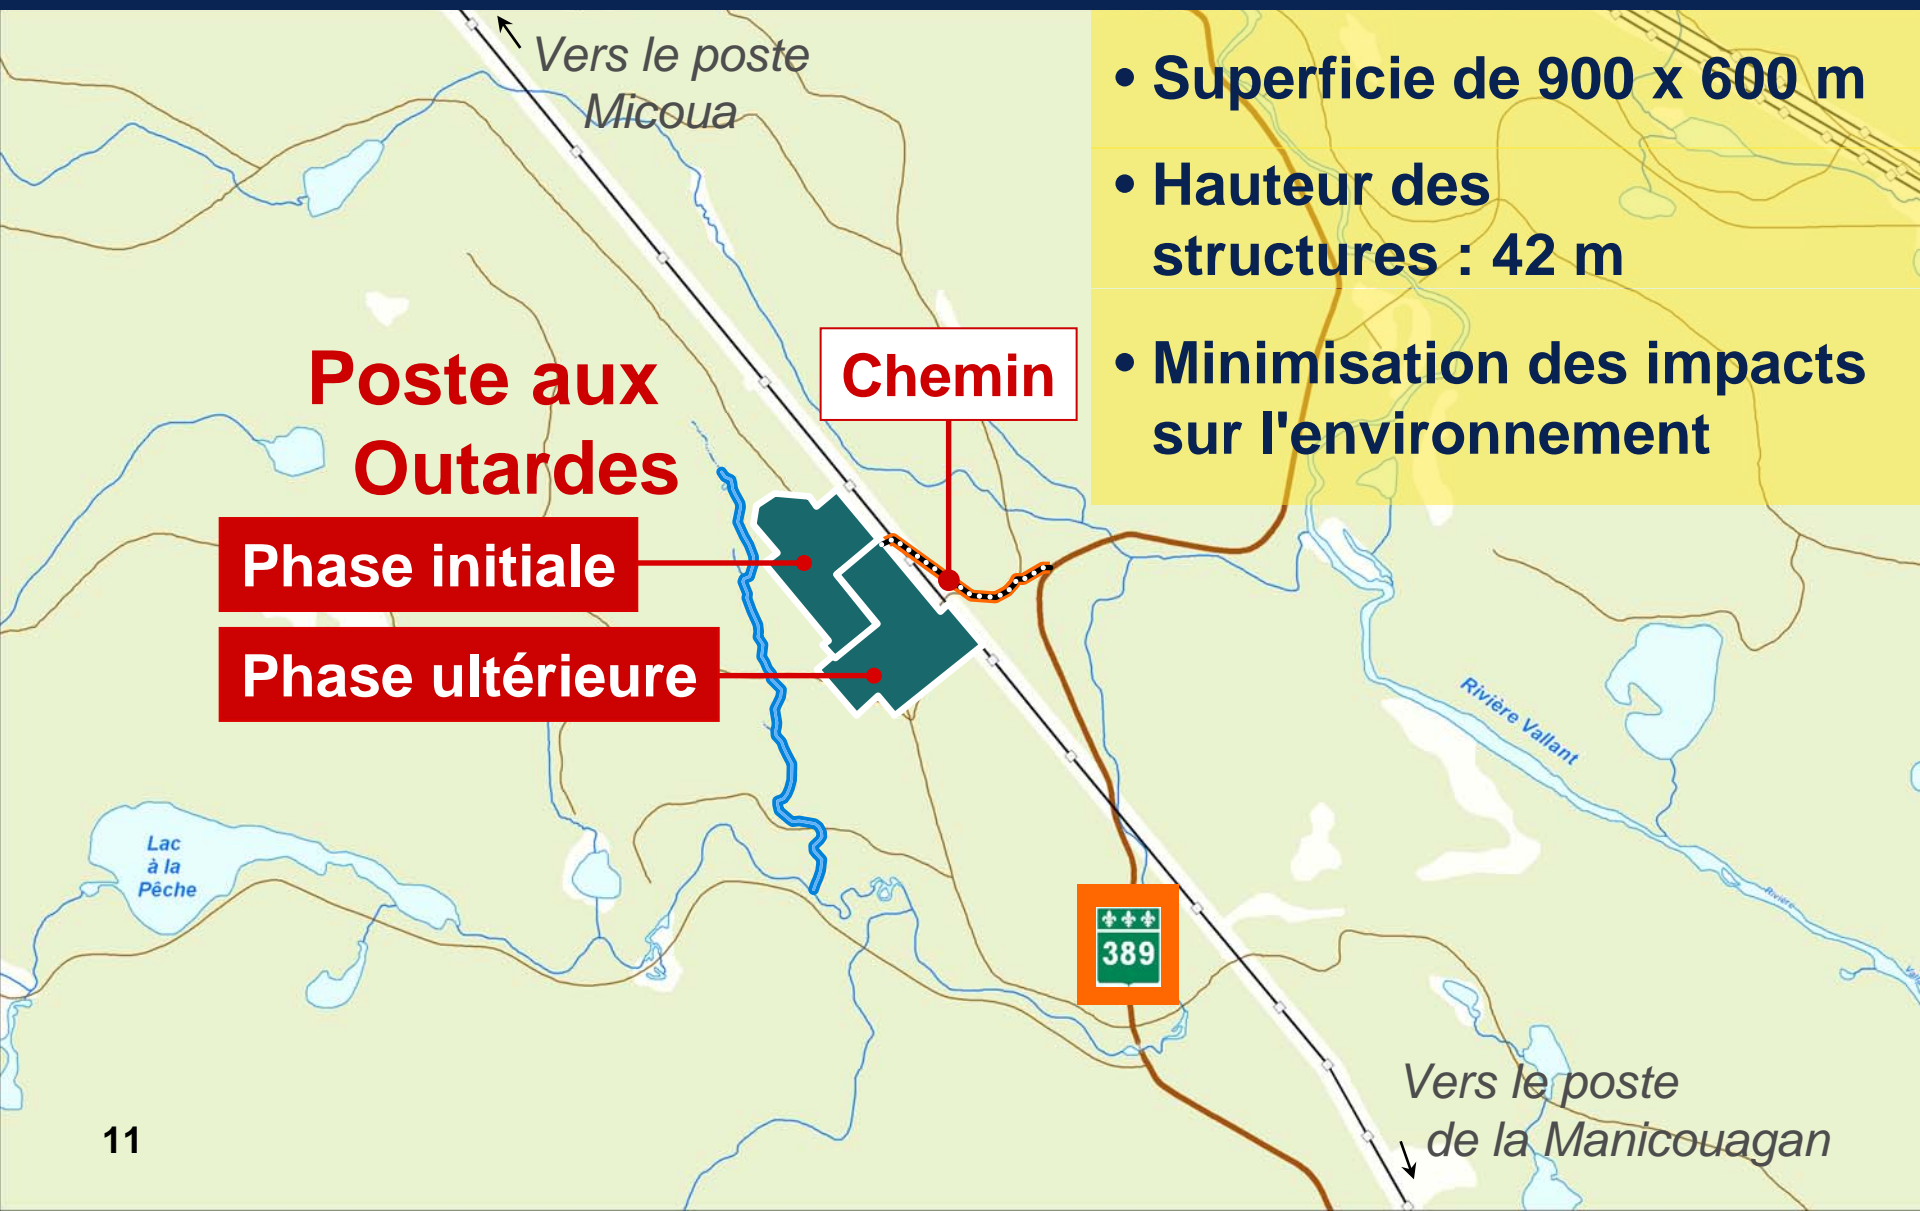 Vers le poste
Micoua
• Superficie de 900 x 600 m
• Hauteur des
structures : 42 m
• Minimisation des impacts
sur l'environnement
Poste aux
Outardes
Chemin
Phase initiale
Phase ultérieure
Rivière Vallant
Lac
à la
Pêche
Rivière
389
Vers le poste
de la Manicouagan
11